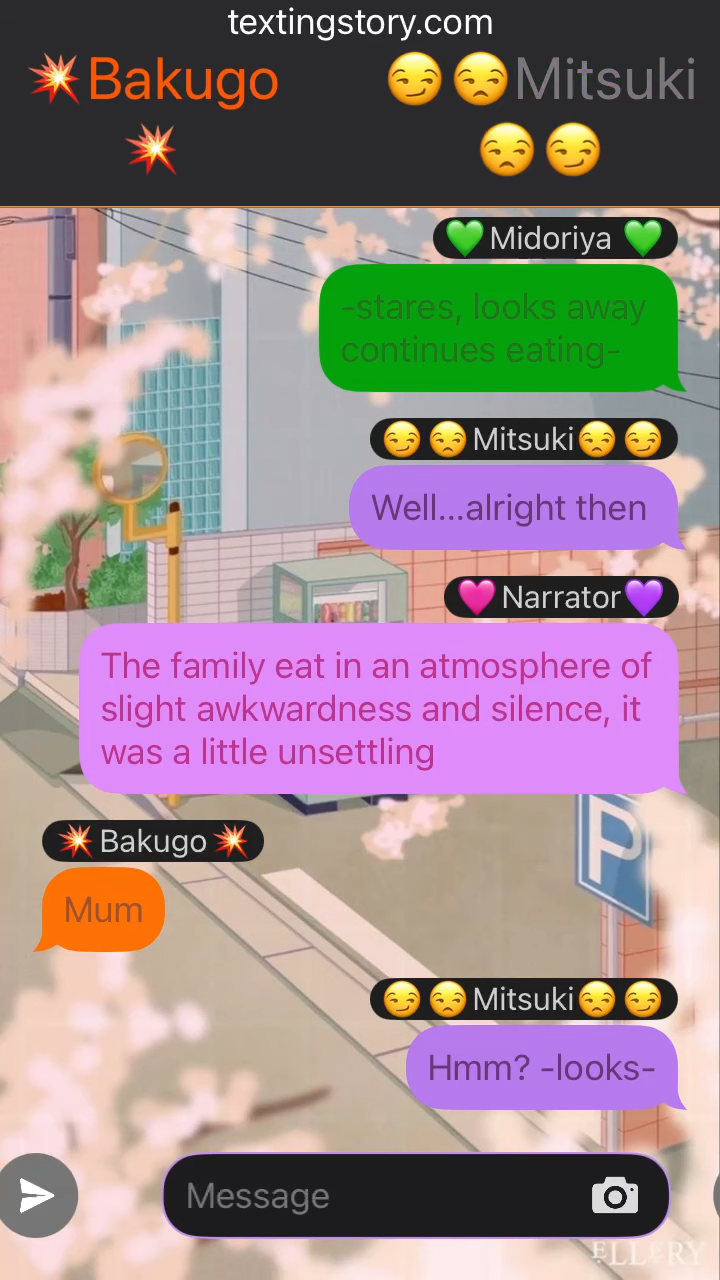 textingstory.com
💥Bakugo💥
😏😒Mitsuki😒😏
💚 Midoriya 💚
-stares, looks away
continues eating-
😏😒Mitsuki😒😏
Well...alright then
💗Narrator💜
The family eat in an atmosphere of
slight awkwardness and silence, it
was a little unsettling
💥Bakugo💥
Mum
😏😒Mitsuki😒😏
Hmm? -looks-
P
Message
ELLERY